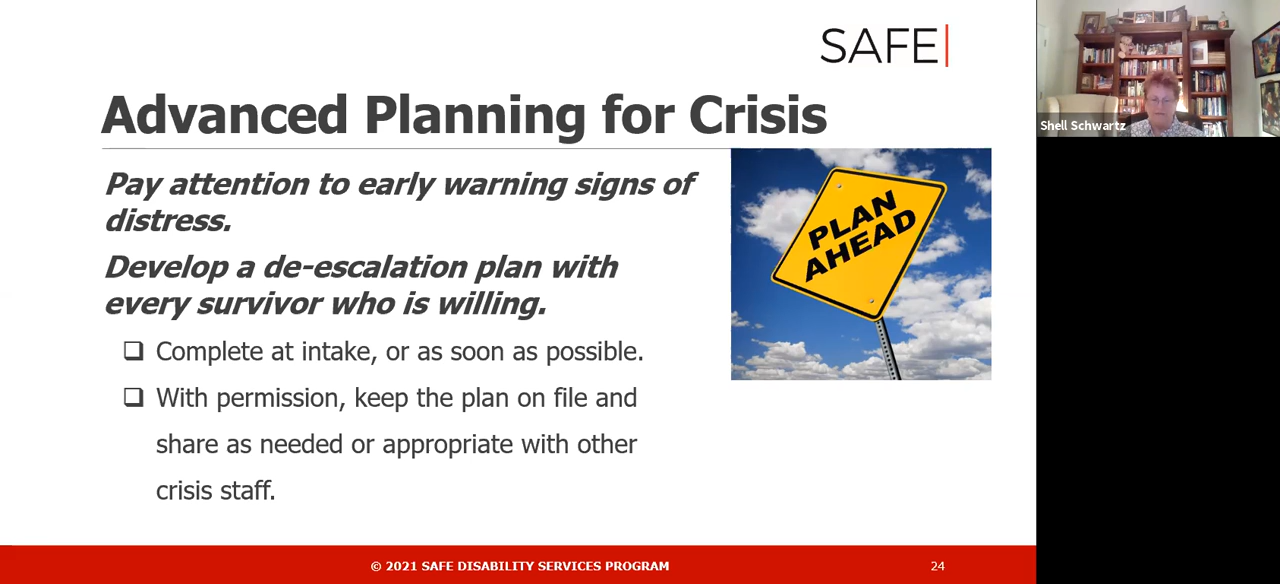 SAFE
Shell Schwartz
Advanced Planning for Crisis
Pay attention to early warning signs of
distress.
Develop a de-escalation plan with
every survivor who is willing.
❑ Complete at intake, or as soon as possible.
❑ With permission, keep the plan on file and
share as needed or appropriate with other
crisis staff.
PLAN
AHEAD
© 2021 SAFE DISABILITY SERVICES PROGRAM
24